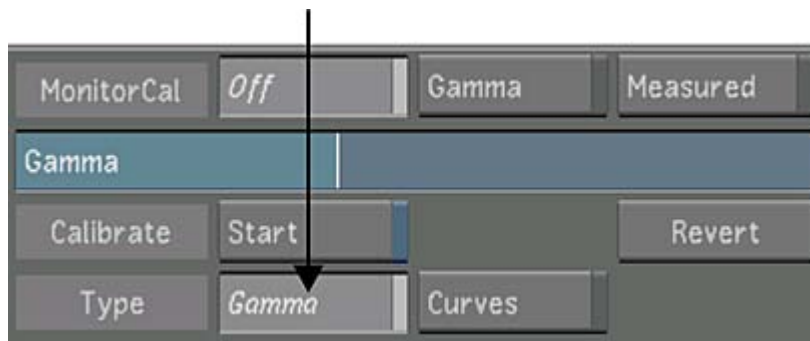 MonitorCal Off Gamma Measured
Gamma
Calibrate Start Revert
Type Gamma Curves